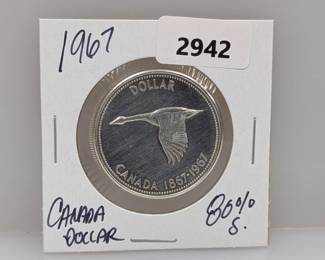 1967
2942
DOLLAR
CANADA 1867-1967
CANADA
DOLLAR
80%
S.